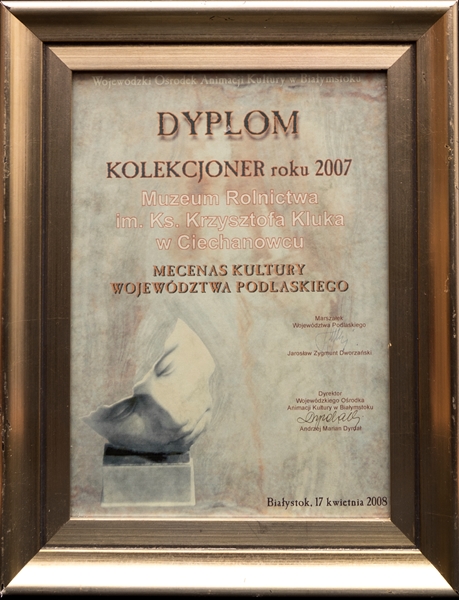 Wojewódzki Ośrodek Animacji Kultury w Białymstoku
DYPLOM
KOLEKCJONER roku 2007
Muzeum Rolnictwa
im. Ks. Krzysztofa Kluka
w Ciechanowcu
MECENAS KULTURY
WOJEWÓDZTWA PODLASKIEGO
Marszałek
Województwa Podlaskiego
Jarosław Zygmunt Dworzański
Dyrektor
Wojewódzkiego Ośrodka
Animacji Kultury w Białymstoku
Andrzej Marian Dyrdał
Białystok, 17 kwietnia 2008